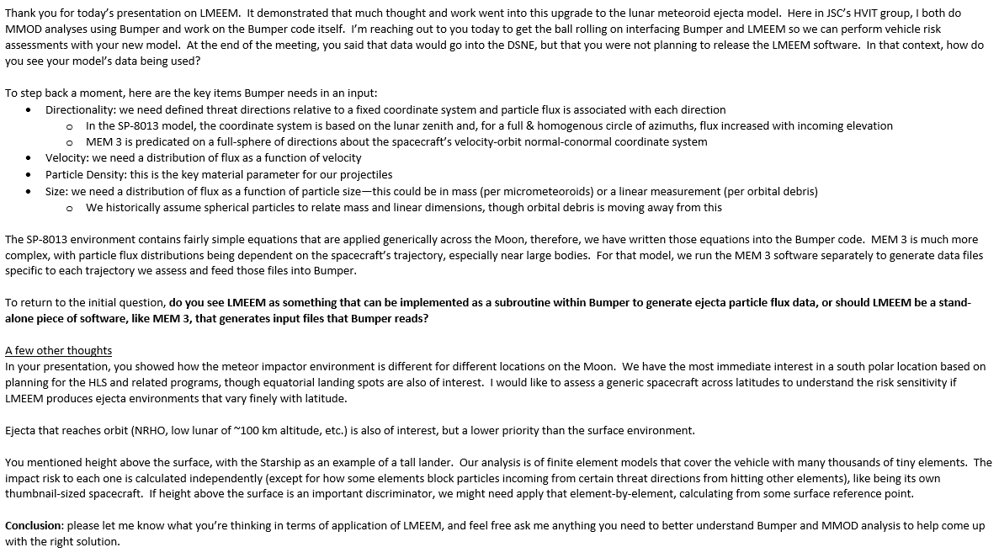 Thank you for today's presentation on LMEEM.  It demonstrated that much thought and work went into this upgrade to the lunar meteoroid ejecta model.  Here in JSC's HVIT group, I both do
MMOD analyses using Bumper and work on the Bumper code itself.  I'm reaching out to you today to get the ball rolling on interfacing Bumper and LMEEM so we can perform vehicle risk
assessments with your new model.  At the end of the meeting, you said that data would go into the DSNE, but that you were not planning to release the LMEEM software.  In that context, how do
you see your model's data being used?
To step back a moment, here are the key items Bumper needs in an input:
• Directionality: we need defined threat directions relative to a fixed coordinate system and particle flux is associated with each direction
o In the SP-8013 model, the coordinate system is based on the lunar zenith and, for a full & homogenous circle of azimuths, flux increased with incoming elevation
o MEM 3 is predicated on a full-sphere of directions about the spacecraft's velocity-orbit normal-conormal coordinate system
• Velocity: we need a distribution of flux as a function of velocity
• Particle Density: this is the key material parameter for our projectiles
• Size: we need a distribution of flux as a function of particle size—this could be in mass (per micrometeoroids) or a linear measurement (per orbital debris)
o We historically assume spherical particles to relate mass and linear dimensions, though orbital debris is moving away from this
The SP-8013 environment contains fairly simple equations that are applied generically across the Moon, therefore, we have written those equations into the Bumper code.  MEM 3 is much more
complex, with particle flux distributions being dependent on the spacecraft's trajectory, especially near large bodies.  For that model, we run the MEM 3 software separately to generate data files
specific to each trajectory we assess and feed those files into Bumper.
To return to the initial question, do you see LMEEM as something that can be implemented as a subroutine within Bumper to generate ejecta particle flux data, or should LMEEM be a stand-
alone piece of software, like MEM 3, that generates input files that Bumper reads?
A few other thoughts
In your presentation, you showed how the meteor impactor environment is different for different locations on the Moon.  We have the most immediate interest in a south polar location based on
planning for the HLS and related programs, though equatorial landing spots are also of interest.  I would like to assess a generic spacecraft across latitudes to understand the risk sensitivity if
LMEEM produces ejecta environments that vary finely with latitude.
Ejecta that reaches orbit (NRHO, low lunar of ~100 km altitude, etc.) is also of interest, but a lower priority than the surface environment.
You mentioned height above the surface, with the Starship as an example of a tall lander.  Our analysis is of finite element models that cover the vehicle with many thousands of tiny elements.  The
impact risk to each one is calculated independently (except for how some elements block particles incoming from certain threat directions from hitting other elements), like being its own
thumbnail-sized spacecraft.  If height above the surface is an important discriminator, we might need apply that element-by-element, calculating from some surface reference point.
Conclusion: please let me know what you're thinking in terms of application of LMEEM, and feel free ask me anything you need to better understand Bumper and MMOD analysis to help come up
with the right solution.